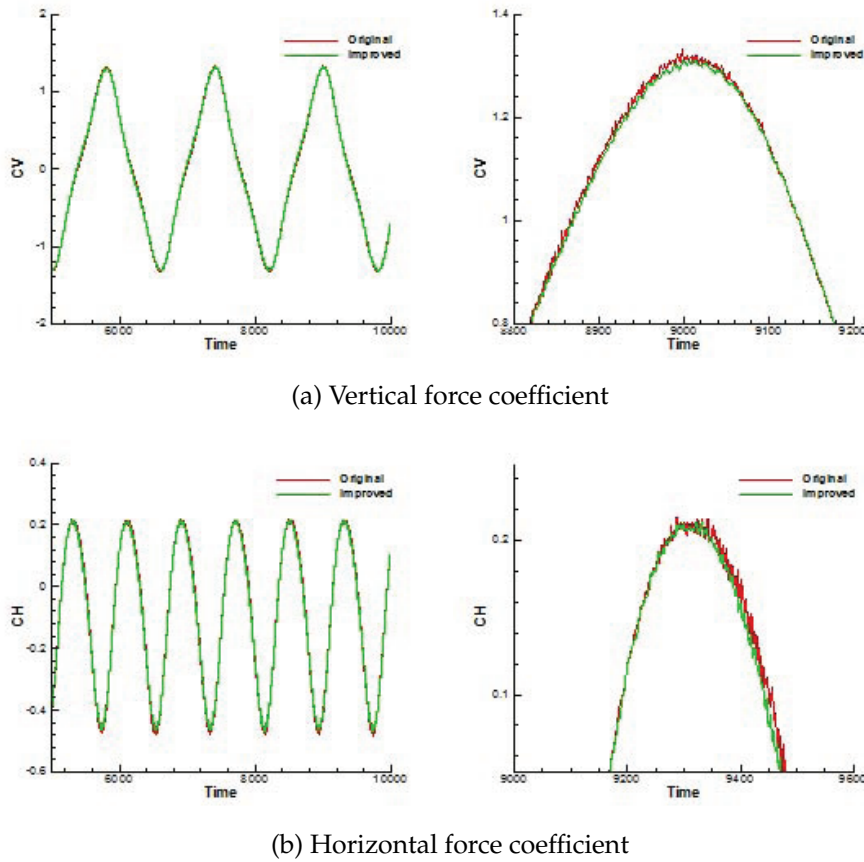 2
Original
Improved
1
0
-1
-2
CV
6000
8000
10000
Time
1.4
Original
Improved
1.2
1
0.8
CV
8800
8900
9000
9100
9200
Time
(a) Vertical force coefficient
0.4
Original
Improved
0.2
0
-0.2
-0.4
-0.6
CH
6000
8000
10000
Time
Original
Improved
0.2
0.1
CH
9000
9200
9400
9600
Time
(b) Horizontal force coefficient